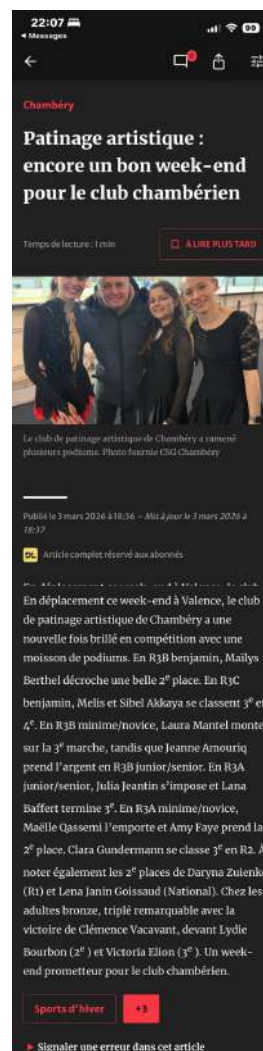 22:07
◄ Messages
99
0
Chambéry
Patinage artistique :
encore un bon week-end
pour le club chambérien
Temps de lecture : 1 min
À LIRE PLUS TARD
Le club de patinage artistique de Chambéry a ramené
plusieurs podiums. Photo fournie CSG Chambéry
Publié le 3 mars 2026 à 18:36 – Mis à jour le 3 mars 2026 à
18:37
DL Article complet réservé aux abonnés
En déplacement ce week-end à Valence, le club
En déplacement ce week-end à Valence, le club
de patinage artistique de Chambéry a une
nouvelle fois brillé en compétition avec une
moisson de podiums. En R3B benjamin, Maïlys
Berthel décroche une belle 2e place. En R3C
benjamin, Melis et Sibel Akkaya se classent 3e et
4e. En R3B minime/novice, Laura Mantel monte
sur la 3e marche, tandis que Jeanne Amouriq
prend l'argent en R3B junior/senior. En R3A
junior/senior, Julia Jeantin s'impose et Lana
Baffert termine 3e. En R3A minime/novice,
Maëlle Qassemi l'emporte et Amy Faye prend la
2e place. Clara Gundermann se classe 3e en R2. À
noter également les 2e places de Daryna Zuienko
(R1) et Lena Janin Goissaud (National). Chez les
adultes bronze, triplé remarquable avec la
victoire de Clémence Vacavant, devant Lydie
Bourbon (2e ) et Victoria Elion (3e ). Un week-
end prometteur pour le club chambérien.
Sports d'hiver
+3
► Signaler une erreur dans cet article